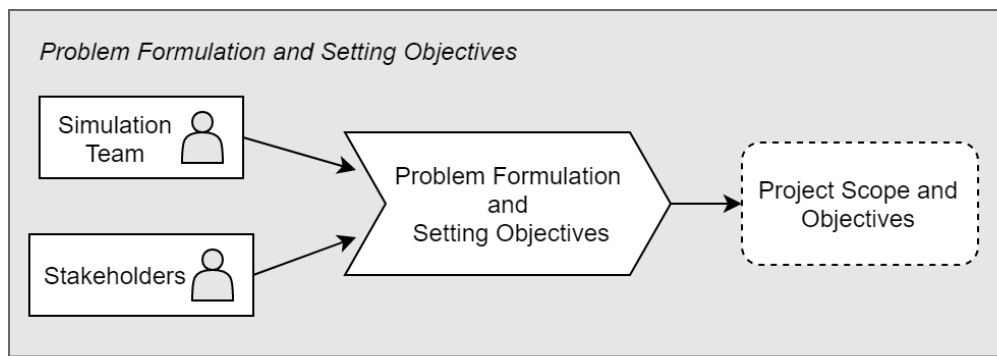 Problem Formulation and Setting Objectives
Simulation
Team
Stakeholders
Problem Formulation
and
Setting Objectives
Project Scope and
Objectives